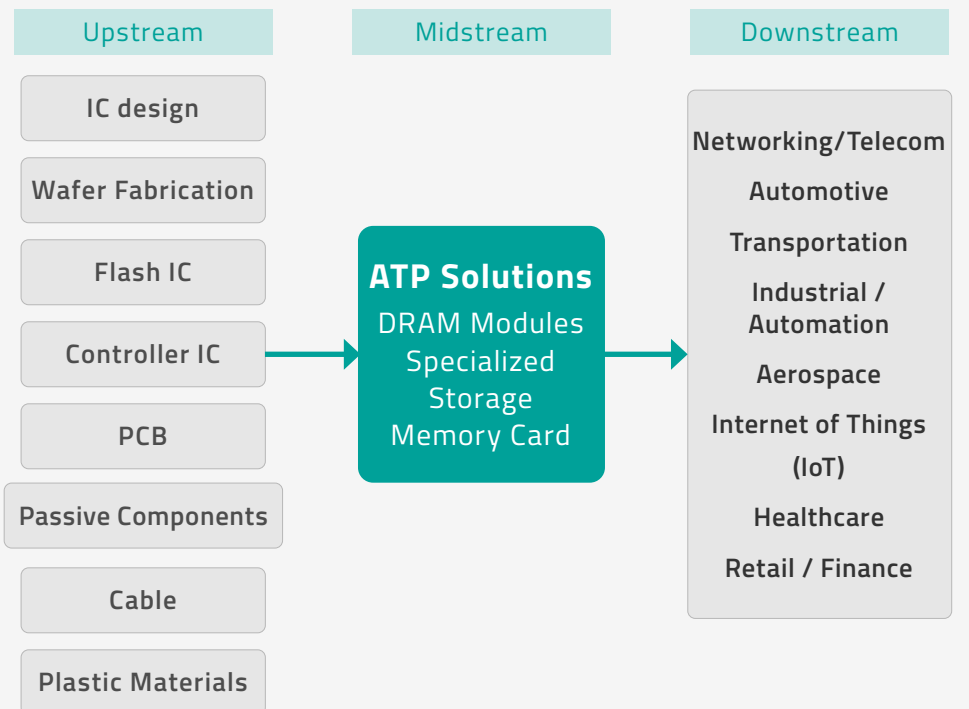 Upstream
IC design
Wafer Fabrication
Flash IC
Controller IC
PCB
Passive Components
Cable
Plastic Materials
Midstream
ATP Solutions
DRAM Modules
Specialized
Storage
Memory Card
Downstream
Networking/Telecom
Automotive
Transportation
Industrial /
Automation
Aerospace
Internet of Things
(IoT)
Healthcare
Retail / Finance